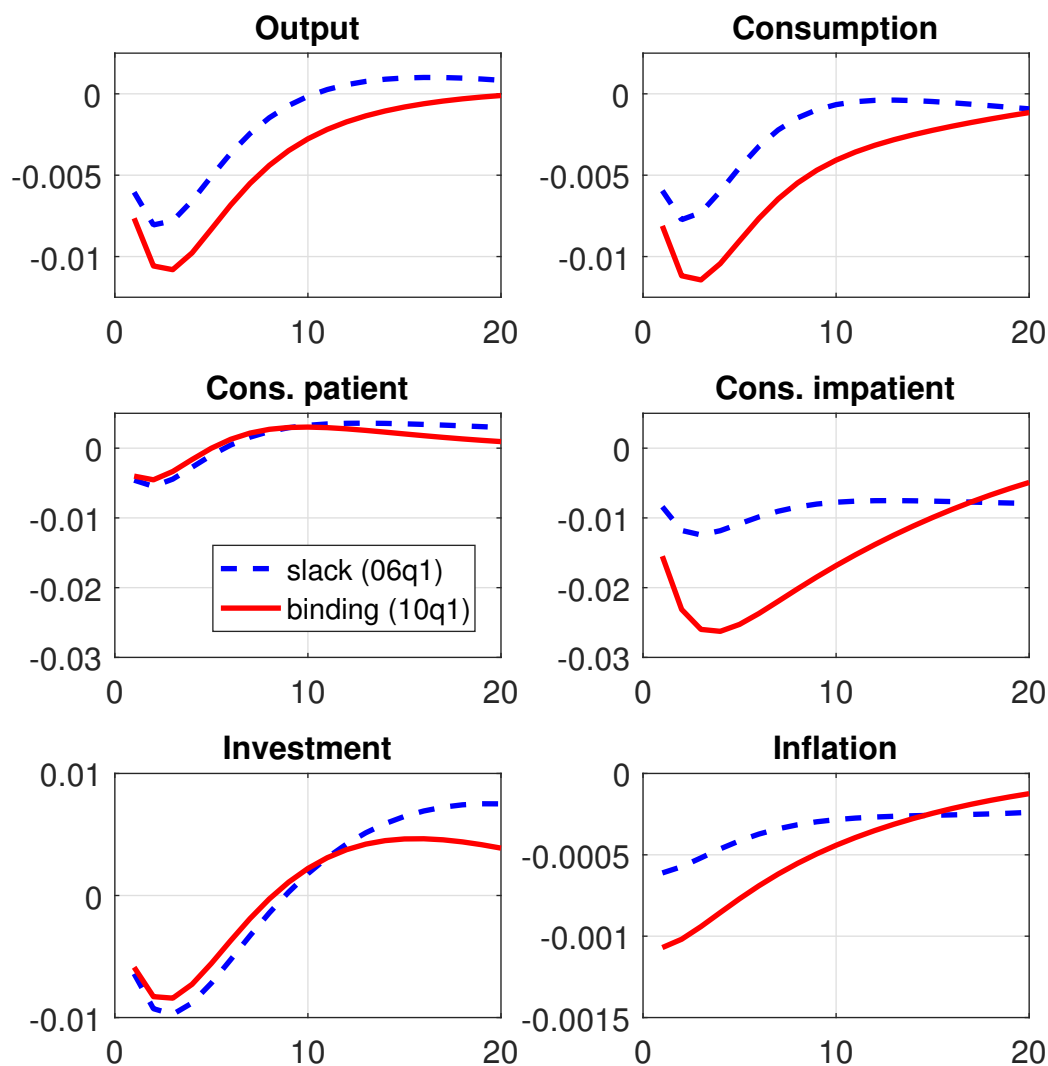 Output
0
-0.005
-0.01
0 10 20
Consumption
0
-0.005
-0.01
0 10 20
Cons. patient
0
-0.01
-0.02
-0.03
slack (06q1)
binding (10q1)
0 10 20
Cons. impatient
0
-0.01
-0.02
-0.03
0 10 20
Investment
0.01
0
-0.01
0 10 20
Inflation
0
-0.0005
-0.001
-0.0015
0 10 20